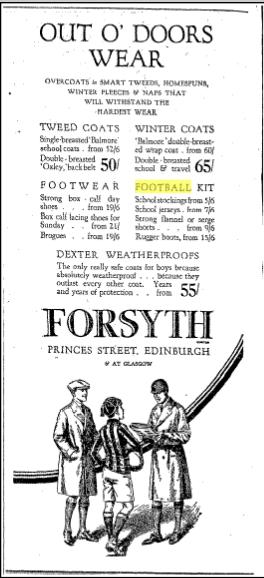 OUT O' DOORS
WEAR
OVERCOATS in SMART TWEEDS, HOMESPUNS,
WINTER FLEECES & NAPS THAT
WILL WITHSTAND THE
HARDEST WEAR
TWEED COATS
Single-breasted 'Balmore'
school coats . from 52/6
Double-breasted
'Oxley,' back belt 50/
FOOTWEAR
Strong box-calf day
shoes . . . from 19/6
Box calf lacing shoes for
Sunday . . from 21/
Brogues . . from 19/6
WINTER COATS
'Balmore' double-breast-
ed wrap coat . from 60/
Double-breasted
school & travel 65/
FOOTBALL KIT
School stockings from 5/6
School jerseys . from 7/6
Strong flannel or serge
shorts . . . from 9/6
Rugger boots, from 15/6
DEXTER WEATHERPROOFS
The only really safe coats for boys because
absolutely weatherproof . . . because they
outlast every other coat. Years
and years of protection . . from 55/
FORSYTH
PRINCES STREET, EDINBURGH
& AT GLASGOW